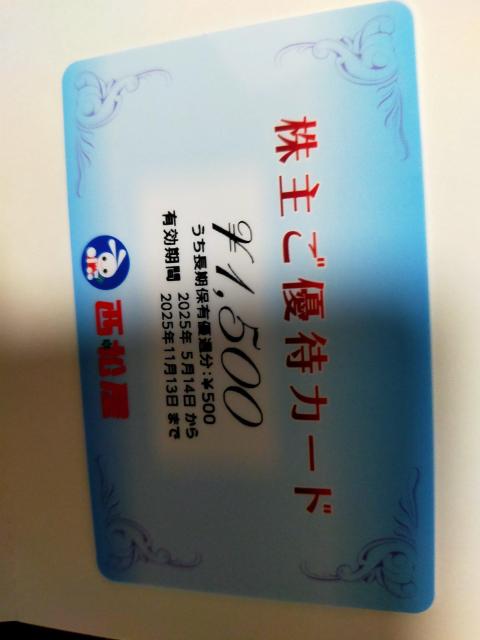 株主ご優待カード
¥1,500
うち長期保有優遇分:¥500
有効期間 2025年 5月14日 から
2025年11月13日 まで
西松屋